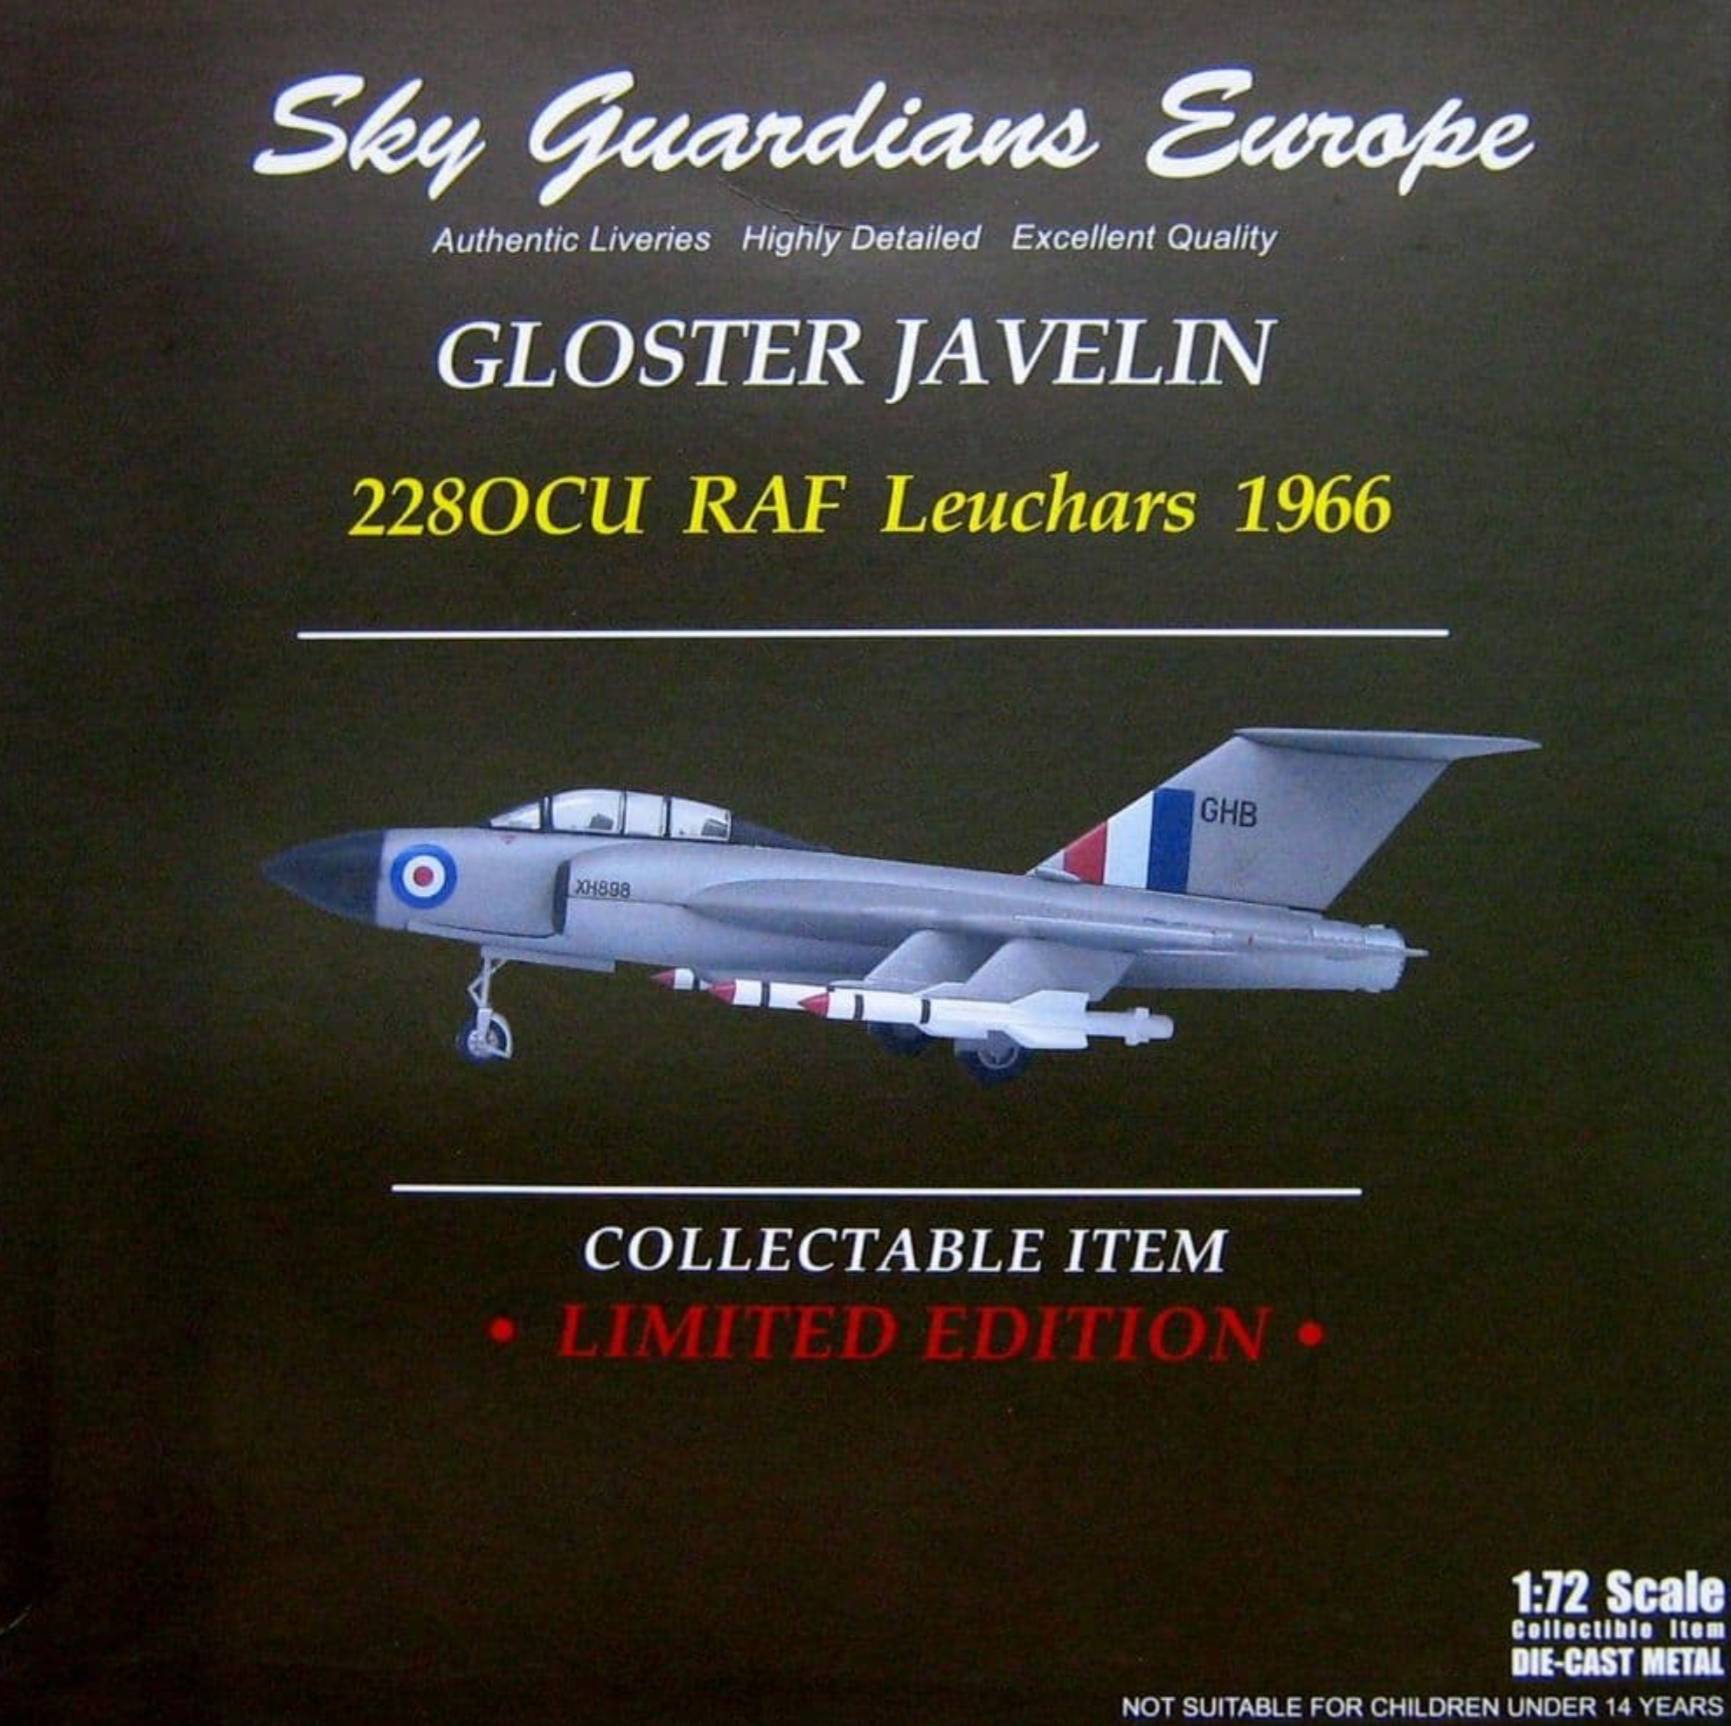 Sky Guardians Europe
Authentic Liveries Highly Detailed Excellent Quality
GLOSTER JAVELIN
228OCU RAF Leuchars 1966
GHB
XH898
COLLECTABLE ITEM
• LIMITED EDITION •
1:72 Scale
Collectible Item
DIE-CAST METAL
NOT SUITABLE FOR CHILDREN UNDER 14 YEARS